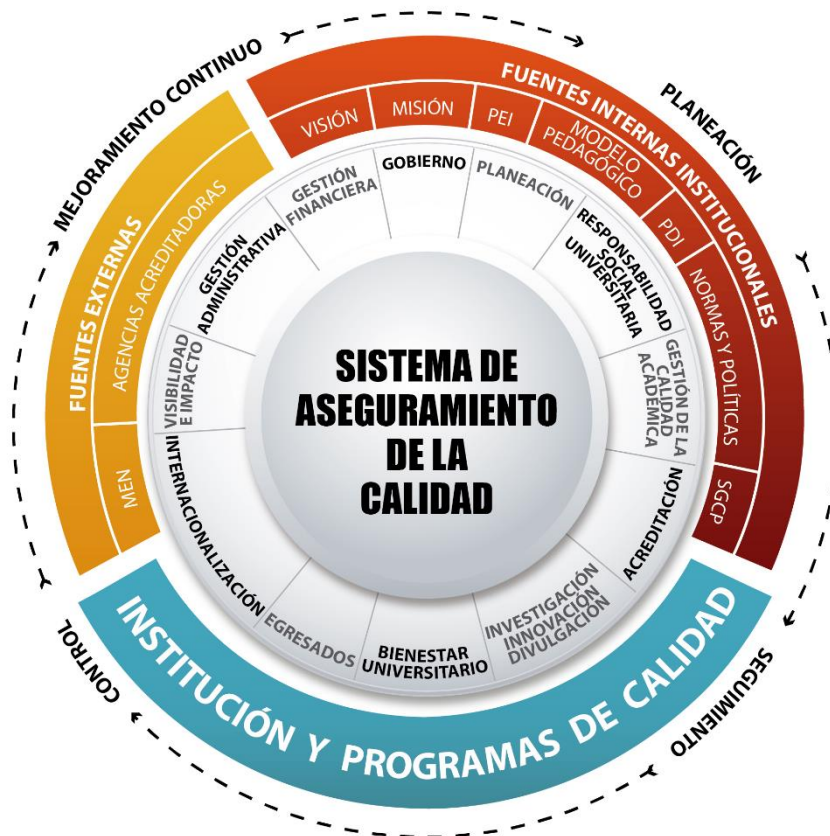 MEJORAMIENTO CONTINUO
PLANEACIÓN
SEGUIMIENTO
CONTROL
FUENTES INTERNAS INSTITUCIONALES
VISIÓN
MISIÓN
PEI
MODELO
PEDAGÓGICO
PDI
NORMAS Y POLÍTICAS
SGCP
FUENTES EXTERNAS
AGENCIAS ACREDITADORAS
MEN
INSTITUCIÓN Y PROGRAMAS DE CALIDAD
GOBIERNO
PLANEACIÓN
RESPONSABILIDAD
SOCIAL
UNIVERSITARIA
GESTIÓN DE LA
CALIDAD
ACADÉMICA
ACREDITACIÓN
INVESTIGACIÓN
INNOVACIÓN
DIVULGACIÓN
BIENESTAR
UNIVERSITARIO
EGRESADOS
INTERNACIONALIZACIÓN
VISIBILIDAD
E IMPACTO
GESTIÓN
ADMINISTRATIVA
GESTIÓN
FINANCIERA
SISTEMA DE
ASEGURAMIENTO
DE LA
CALIDAD